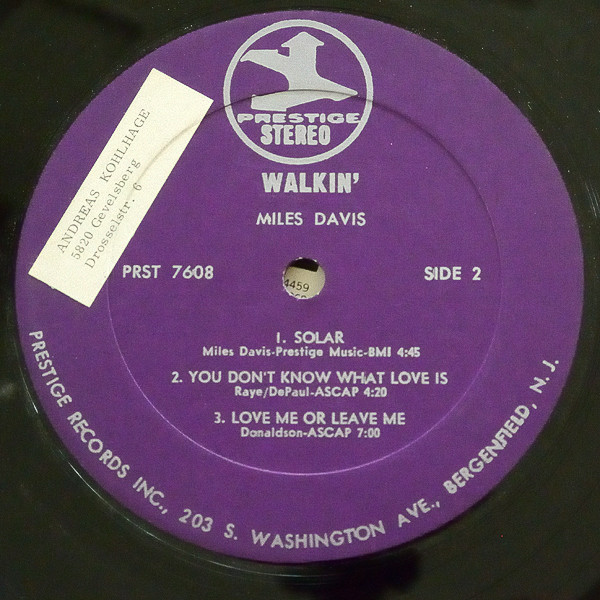 PRESTIGE
STEREO
WALKIN'
MILES DAVIS
ANDREAS KOHLHAGE
5820 Gevelsberg
Drosselstr. 6
PRST 7608
SIDE 2
4459
1. SOLAR
Miles Davis-Prestige Music-BMI 4:45
2. YOU DON'T KNOW WHAT LOVE IS
Raye/DePaul-ASCAP 4:20
3. LOVE ME OR LEAVE ME
Donaldson-ASCAP 7:00
PRESTIGE RECORDS INC., 203 S. WASHINGTON AVE., BERGENFIELD, N. J.